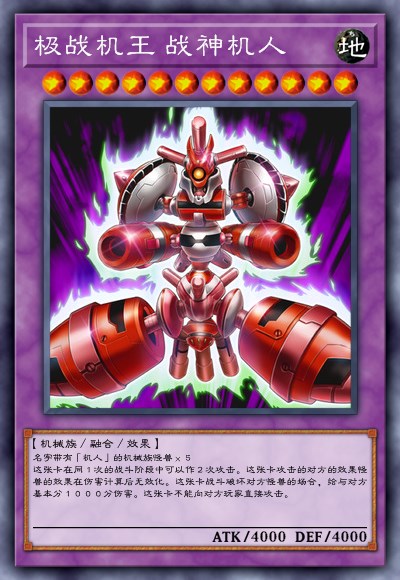 极战机王 战神机人
地
【机械族／融合／效果】
名字带有「机人」的机械族怪兽×５
这张卡在同１次的战斗阶段中可以作２次攻击。这张卡攻击的对方的效果怪
兽的效果在伤害计算后无效化。这张卡战斗破坏对方怪兽的场合，给与对方
基本分１０００分伤害。这张卡不能向对方玩家直接攻击。
ATK/4000 DEF/4000